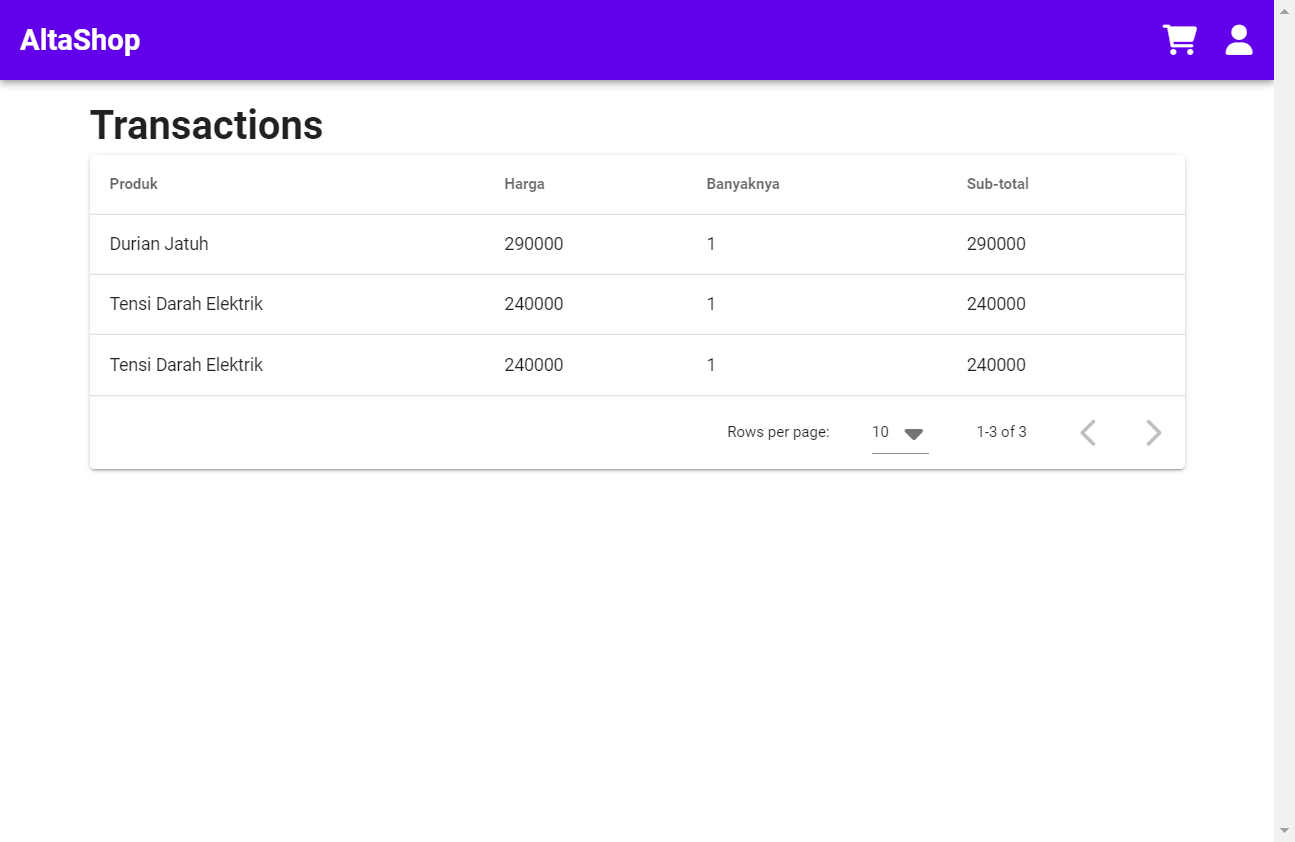 AltaShop
Transactions
Produk Harga Banyaknya Sub-total
Durian Jatuh 290000 1 290000
Tensi Darah Elektrik 240000 1 240000
Tensi Darah Elektrik 240000 1 240000
Rows per page: 10 1-3 of 3